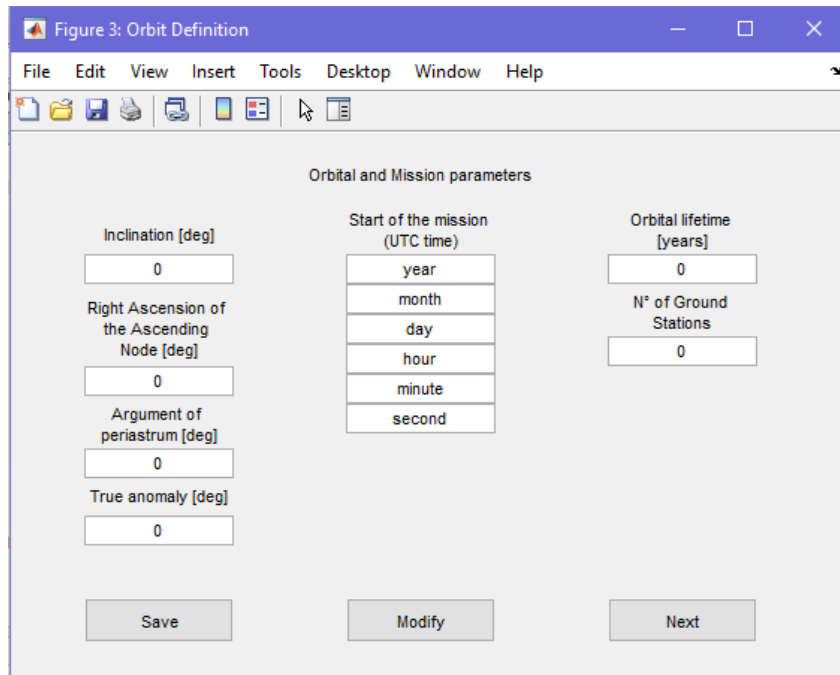 Figure 3: Orbit Definition
File Edit View Insert Tools Desktop Window Help
Orbital and Mission parameters
Inclination [deg]
0
Right Ascension of
the Ascending
Node [deg]
0
Argument of
periastrum [deg]
0
True anomaly [deg]
0
Start of the mission
(UTC time)
year
month
day
hour
minute
second
Orbital lifetime
[years]
0
N° of Ground
Stations
0
Save
Modify
Next